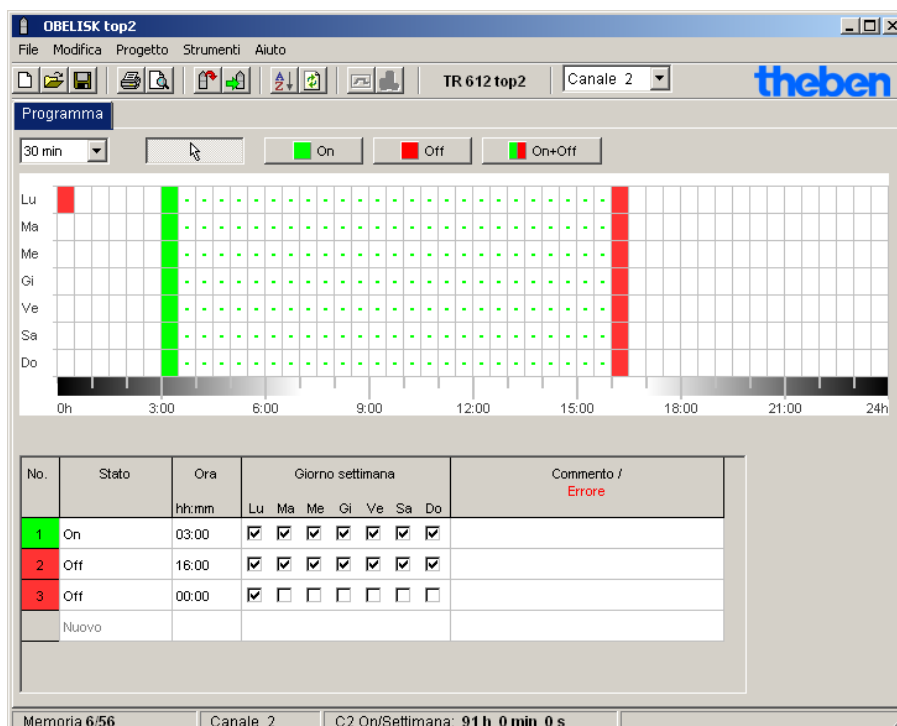 OBELISK top2
File Modifica Progetto Strumenti Aiuto
TR 612 top2 Canale 2 theben
Programma
30 min On Off On+Off
Lu
Ma
Me
Gi
Ve
Sa
Do
0h 3:00 6:00 9:00 12:00 15:00 18:00 21:00 24h
No. Stato Ora Giorno settimana Commento /
Errore
hh:mm Lu Ma Me Gi Ve Sa Do
1 On 03:00
2 Off 16:00
3 Off 00:00
Nuovo
Memoria 6/56 Canale 2 C2 On/Settimana: 91 h 0 min 0 s